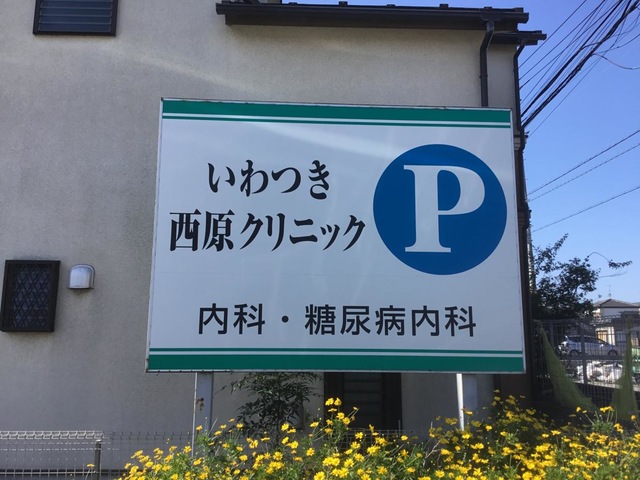 いわつき
西原クリニック
P
内科・糖尿病内科